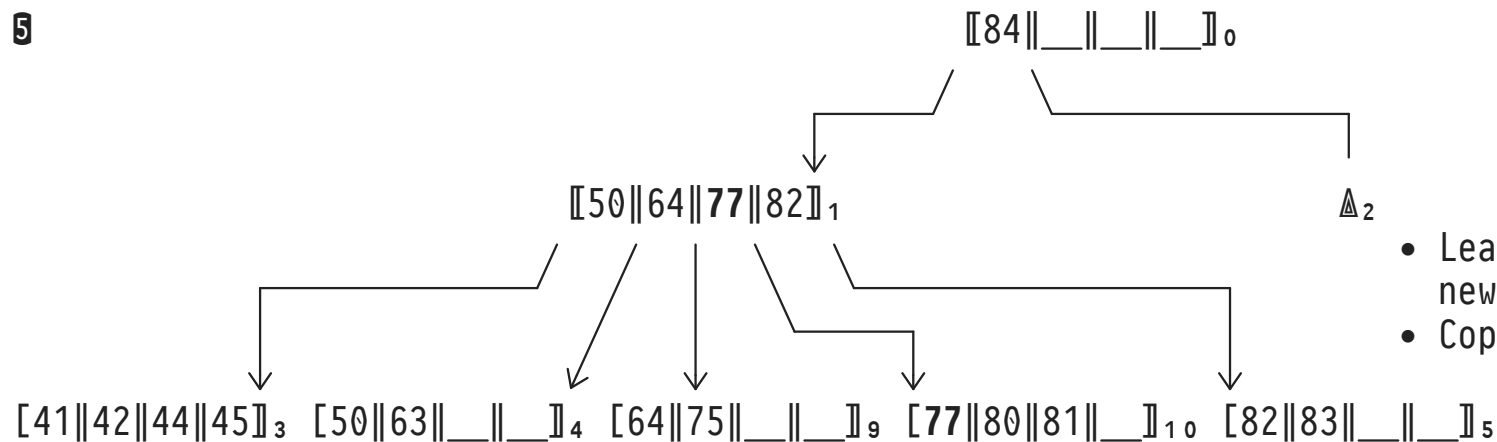 5 ⟦84‖__‖__‖__⟧₀
⟦50‖64‖77‖82⟧₁ ⟁₂
• Lea
new
• Cop
[41‖42‖44‖45⟧₃ [50‖63‖__‖__⟧₄ [64‖75‖__‖__⟧₉ [77‖80‖81‖__⟧₁₀ [82‖83‖__‖__⟧₅